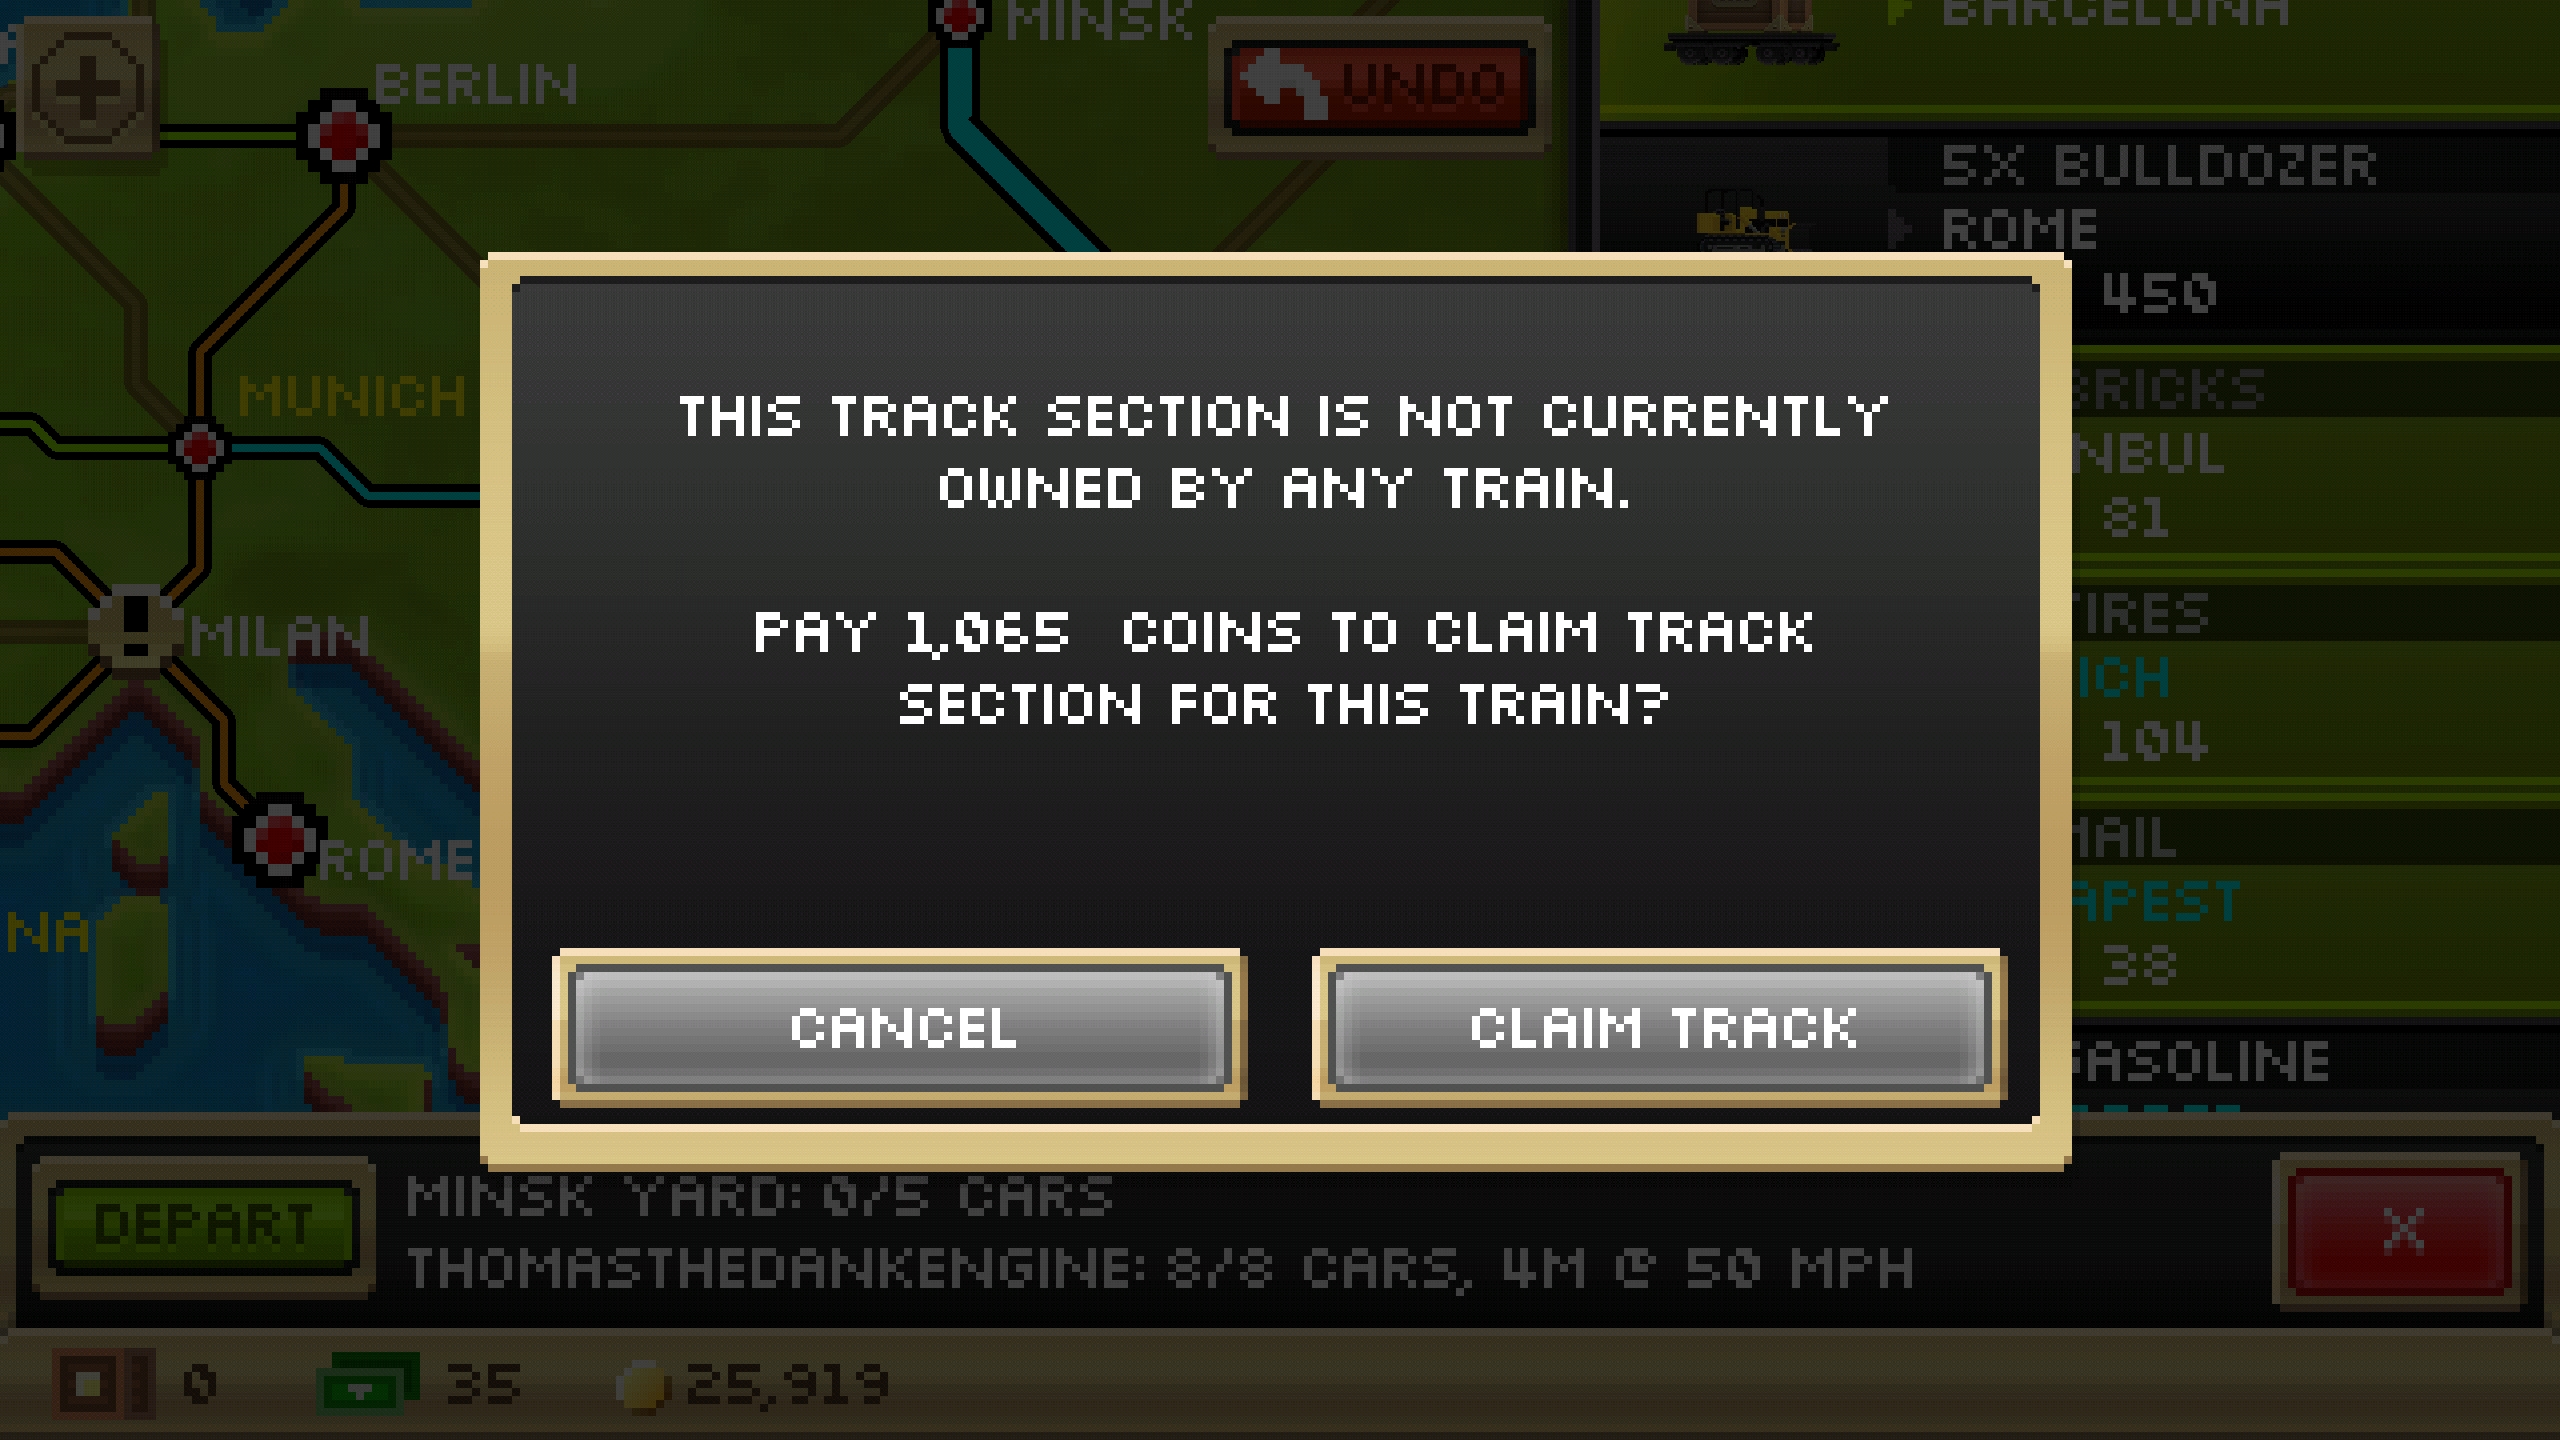 MINSK
BARCELONA
BERLIN
UNDO
5X BULLDOZER
ROME
450
MUNICH
BRICKS
NBUL
81
THIS TRACK SECTION IS NOT CURRENTLY
OWNED BY ANY TRAIN.
PAY 1,065 COINS TO CLAIM TRACK
SECTION FOR THIS TRAIN?
CANCEL
CLAIM TRACK
MILAN
TIRES
ICH
104
ROME
MAIL
APEST
38
NA
GASOLINE
DEPART
MINSK YARD: 0/5 CARS
THOMASTHEDANKENGINE: 8/8 CARS, 4M @ 50 MPH
X
0
35
25,919